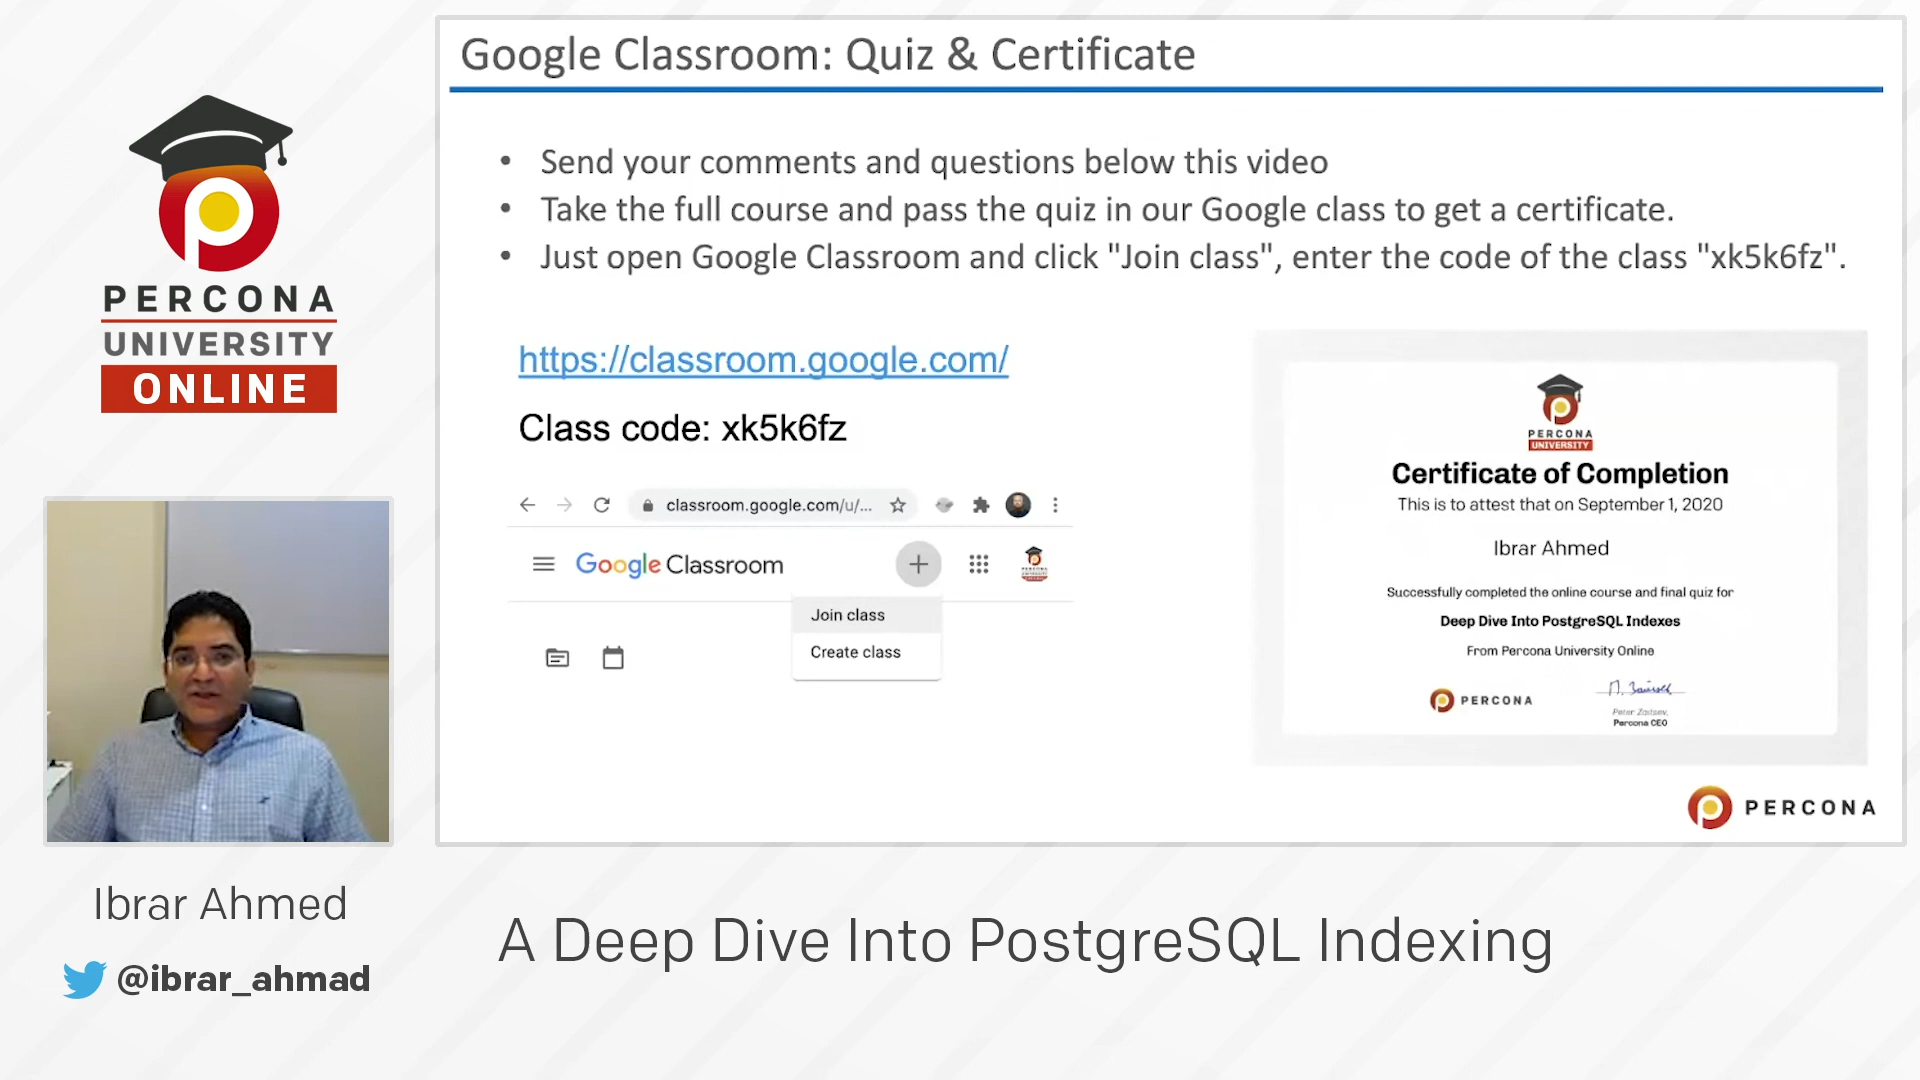 PERCONA
UNIVERSITY
ONLINE
Ibrar Ahmed
@ibrar_ahmad
Google Classroom: Quiz & Certificate
• Send your comments and questions below this video
• Take the full course and pass the quiz in our Google class to get a certificate.
• Just open Google Classroom and click "Join class", enter the code of the class "xk5k6fz".
https://classroom.google.com/
Class code: xk5k6fz
classroom.google.com/u/...
Google Classroom
Join class
Create class
PERCONA
UNIVERSITY
Certificate of Completion
This is to attest that on September 1, 2020
Ibrar Ahmed
Successfully completed the online course and final quiz for
Deep Dive Into PostgreSQL Indexes
From Percona University Online
PERCONA
Peter Zaitsev,
Percona CEO
PERCONA
A Deep Dive Into PostgreSQL Indexing